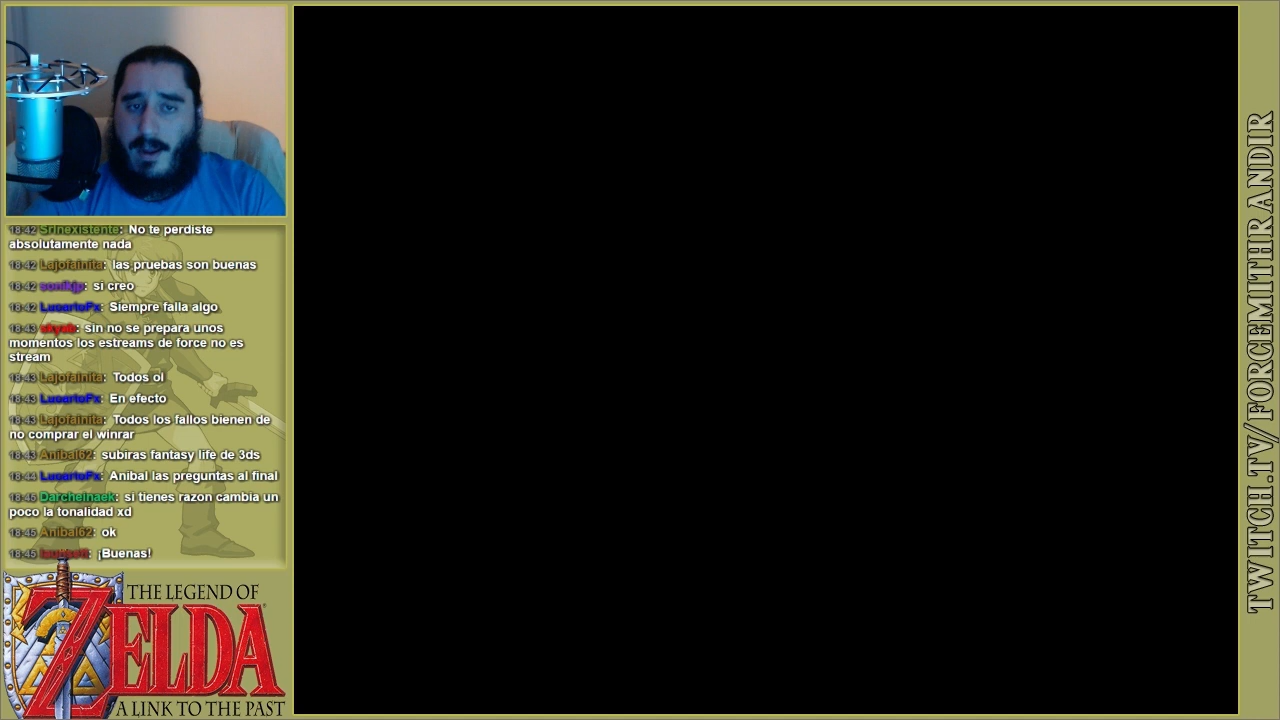 18:42 SrInexistente: No te perdiste
absolutamente nada
18:42 Lajofainita: las pruebas son buenas
18:42 sonikjp: si creo
18:42 LuoartoPx: Siempre falla algo
18:43 skyab: sin no se prepara unos
momentos los estreams de force no es
stream
18:43 Lajofainita: Todos ol
18:43 LuoartoPx: En efecto
18:43 Lajofainita: Todos los fallos bienen de
no comprar el winrar
18:43 Anibal62: subiras fantasy life de 3ds
18:44 LuoartoPx: Anibal las preguntas al final
18:45 Darcheinaek: si tienes razon cambia un
poco la tonalidad xd
18:45 Anibal62: ok
18:45 : ¡Buenas!
THE LEGEND OF
ZELDA
A LINK TO THE PAST
TWITCH.TV/FORCEMITHRANDIR